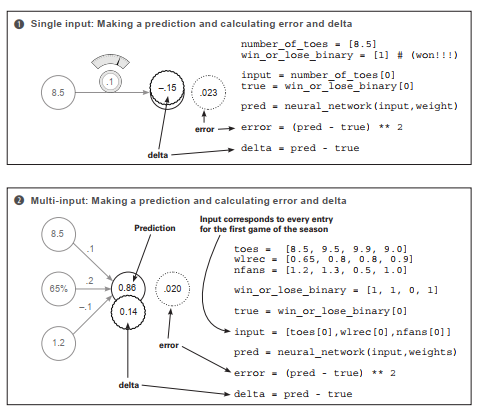 1 Single input: Making a prediction and calculating error and delta
number_of_toes = [8.5]
win_or_lose_binary = [1] # (won!!!)
input = number_of_toes[0]
true = win_or_lose_binary[0]
pred = neural_network(input,weight)
error = (pred - true) ** 2
delta = pred - true
.1
8.5
-.15
.023
error
delta
2 Multi-input: Making a prediction and calculating error and delta
Input corresponds to every entry
for the first game of the season
Prediction
8.5
.1
65%
.2
-.1
1.2
0.86
0.14
.020
error
delta
toes = [8.5, 9.5, 9.9, 9.0]
wlrec = [0.65, 0.8, 0.8, 0.9]
nfans = [1.2, 1.3, 0.5, 1.0]
win_or_lose_binary = [1, 1, 0, 1]
true = win_or_lose_binary[0]
input = [toes[0],wlrec[0],nfans[0]]
pred = neural_network(input,weights)
error = (pred - true) ** 2
delta = pred - true